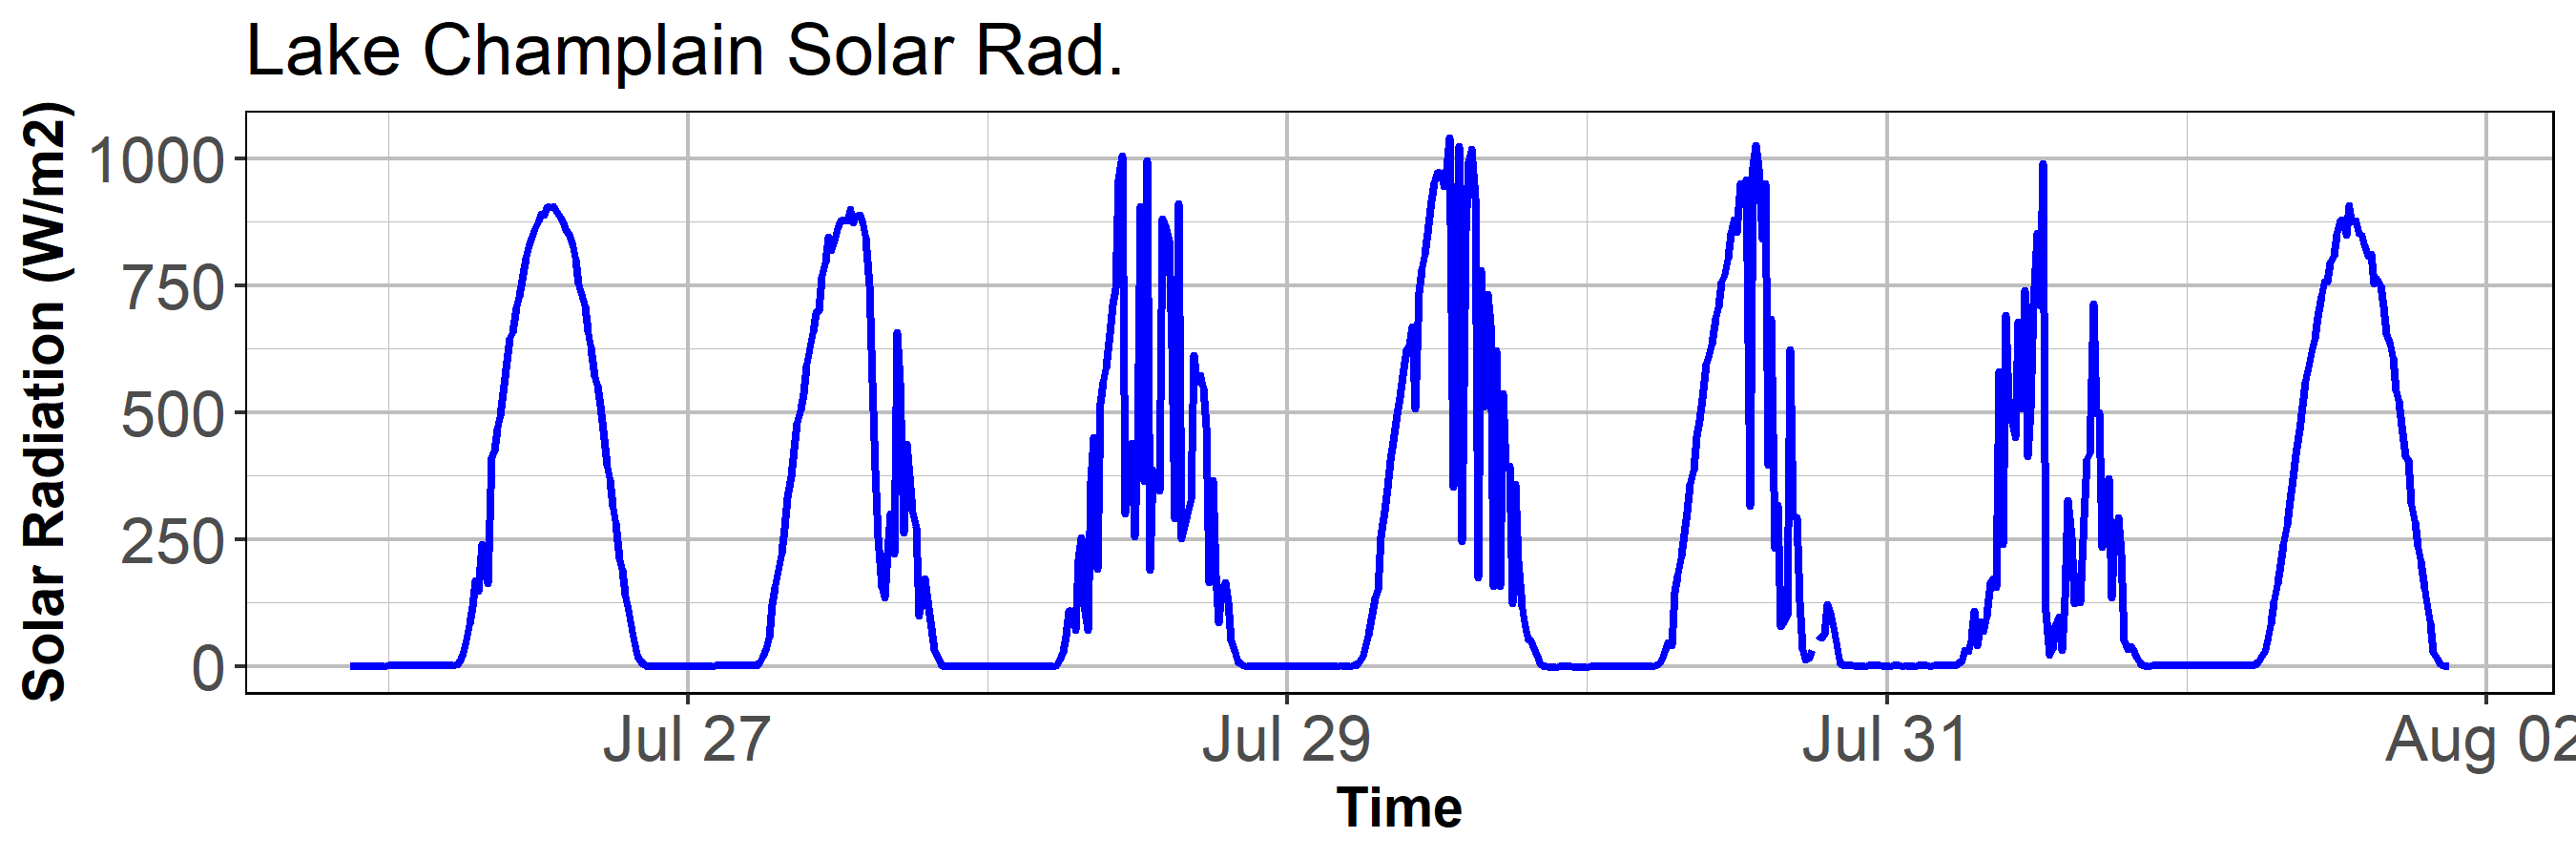 Lake Champlain Solar Rad.
Solar Radiation (W/m2)
1000
750
500
250
0
Jul 27 Jul 29 Jul 31 Aug 02
Time